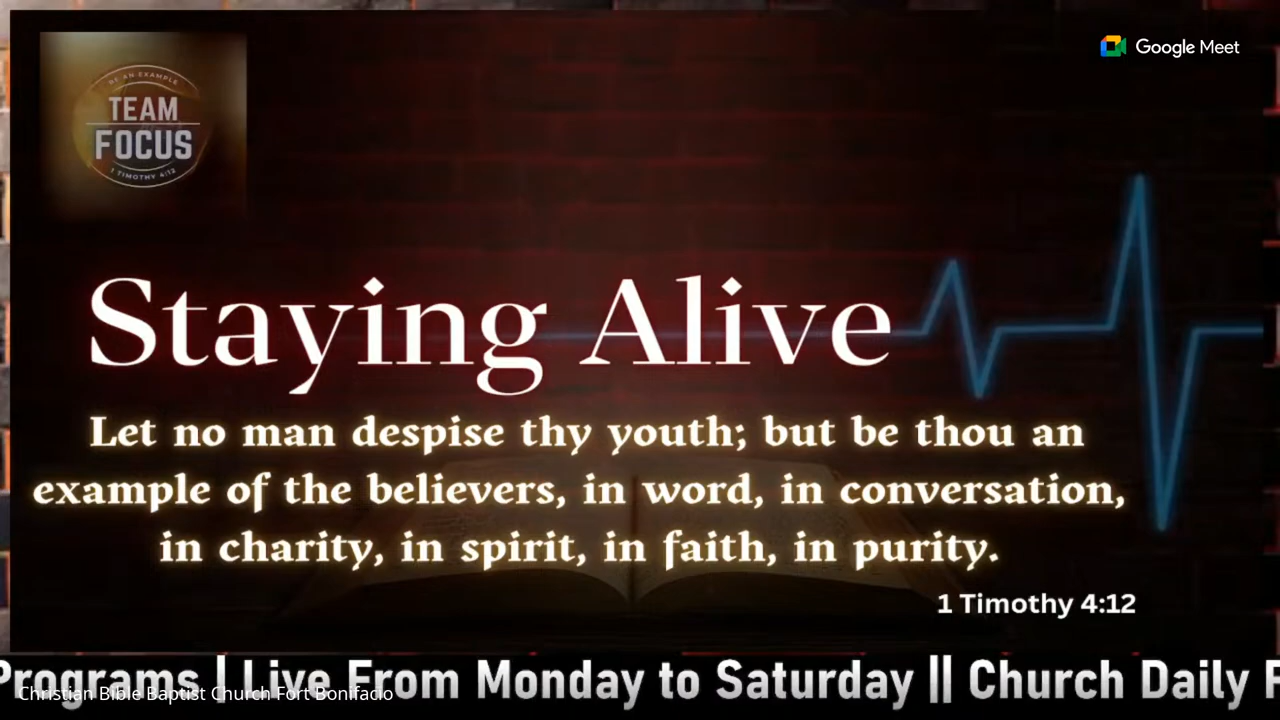 BE AN EXAMPLE
TEAM
FOCUS
1 TIMOTHY 4:12
Google Meet
Staying Alive
Let no man despise thy youth; but be thou an
example of the believers, in word, in conversation,
in charity, in spirit, in faith, in purity.
1 Timothy 4:12
Programs || Live From Monday to Saturday || Church Daily
Christian Bible Baptist Church Fort Bonifacio